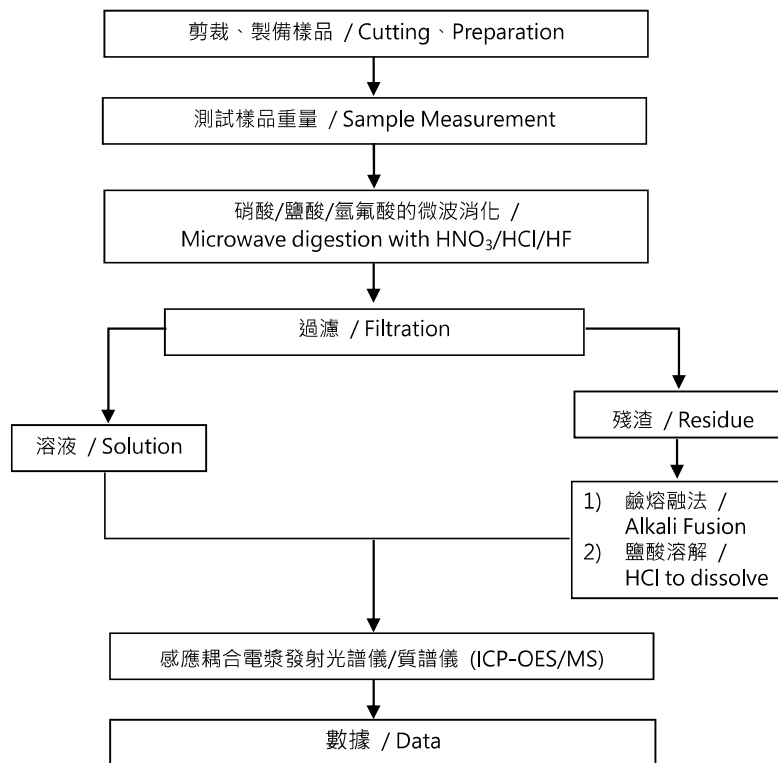 剪裁、製備樣品 / Cutting、Preparation
測試樣品重量 / Sample Measurement
硝酸/鹽酸/氫氟酸的微波消化 /
Microwave digestion with HNO₃/HCl/HF
過濾 / Filtration
溶液 / Solution
殘渣 / Residue
1) 鹼熔融法 /
Alkali Fusion
2) 鹽酸溶解 /
HCl to dissolve
感應耦合電漿發射光譜儀/質譜儀 (ICP-OES/MS)
數據 / Data